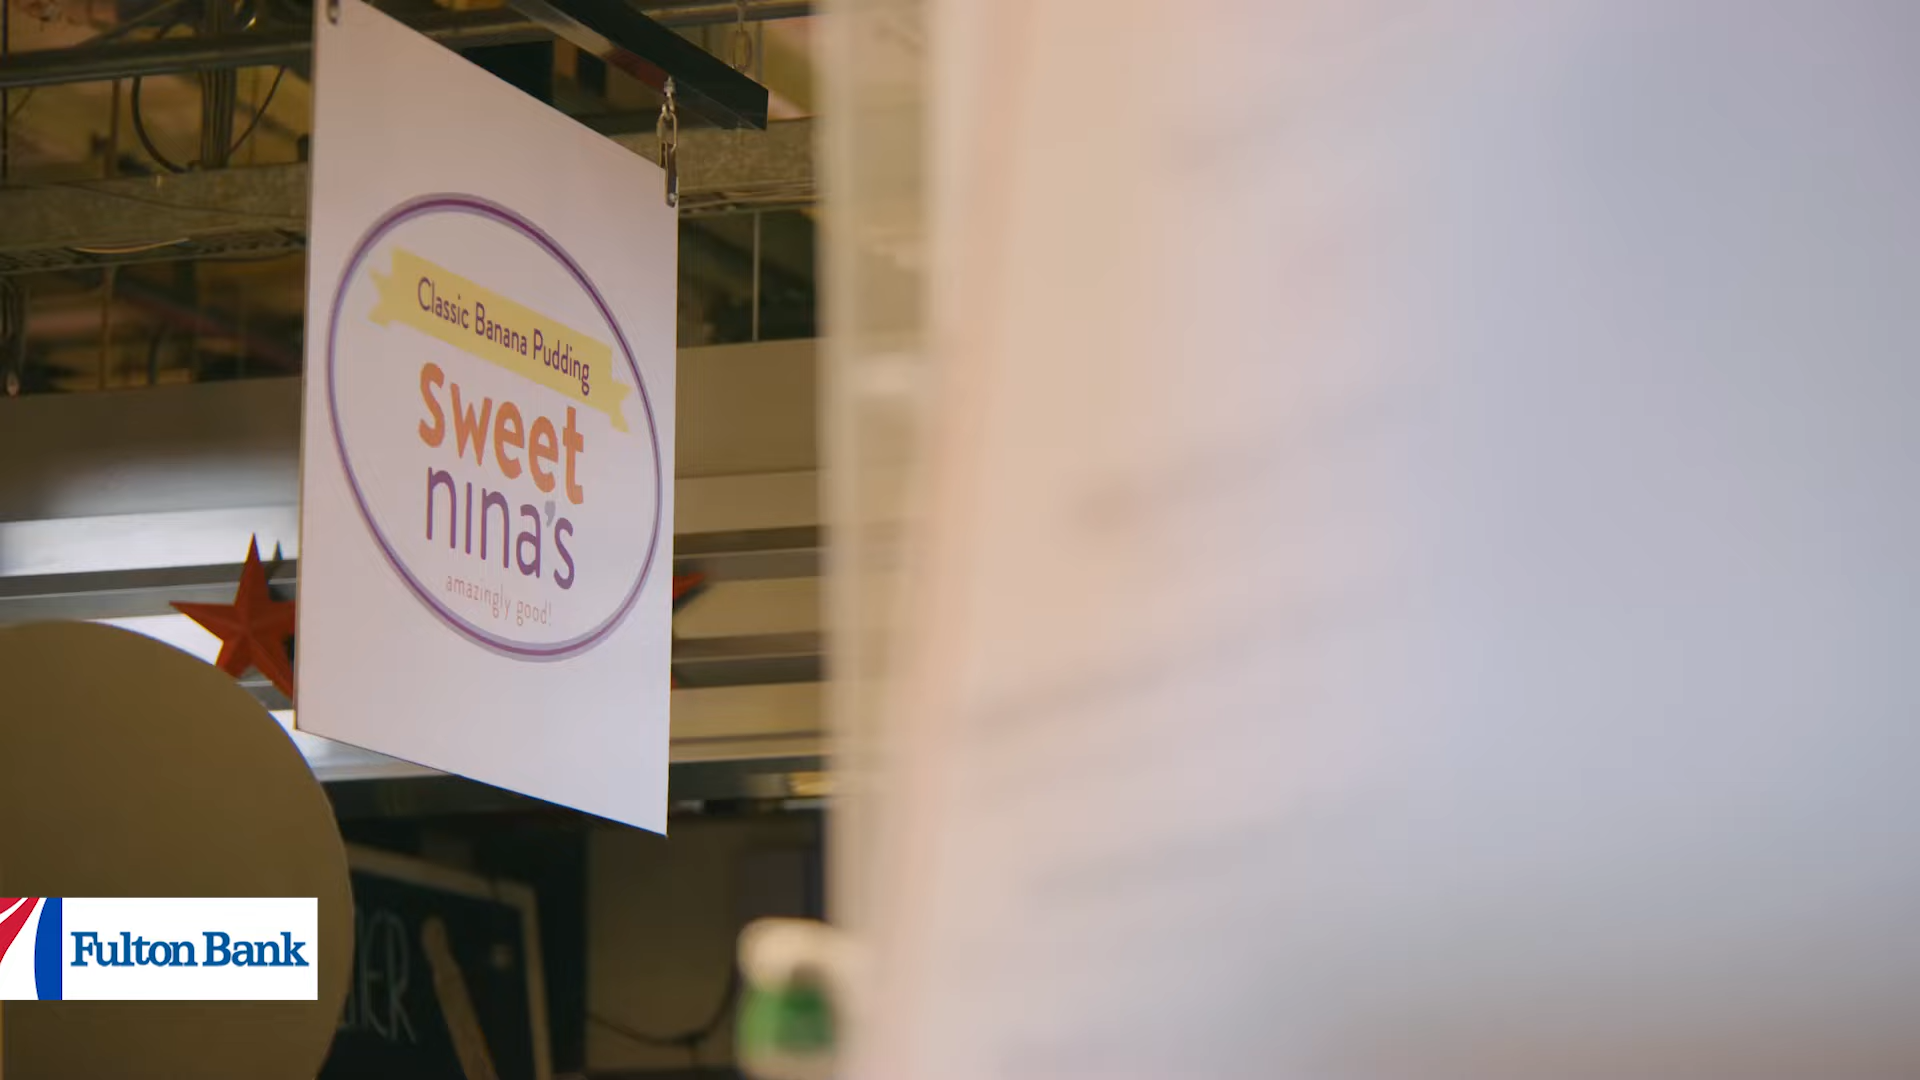 Classic Banana Pudding
sweet
nina's
amazingly good!
Fulton Bank